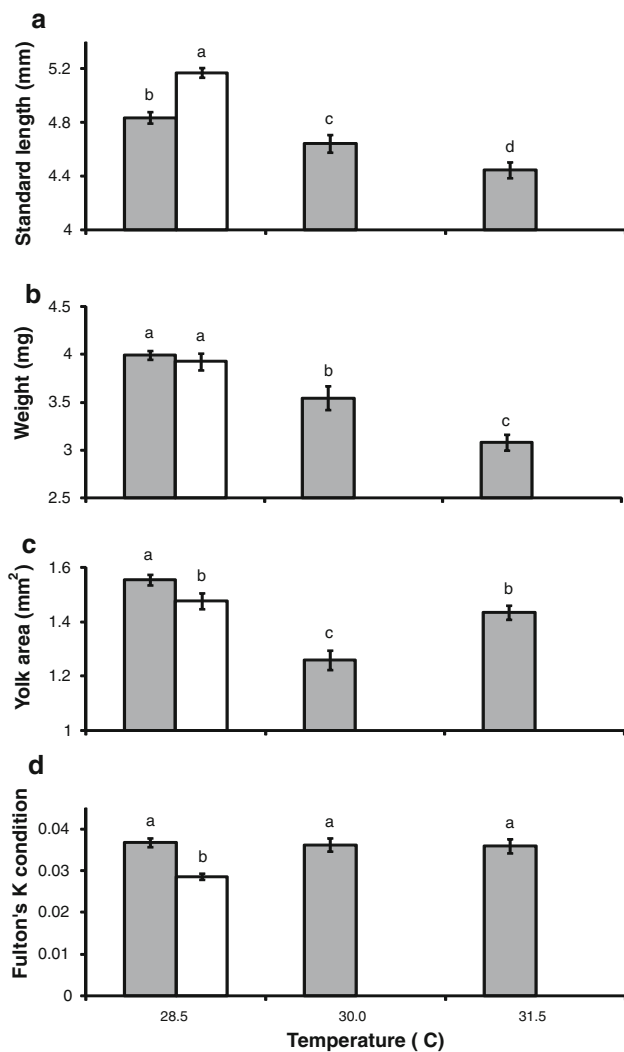 a
Standard length (mm)
5.2
4.8
4.4
4
b
a
c
d
b
Weight (mg)
4.5
4
3.5
3
2.5
a
a
b
c
c
Yolk area (mm²)
1.6
1.4
1.2
1
a
b
c
b
d
Fulton's K condition
0.04
0.03
0.02
0.01
0
a
b
a
a
28.5
30.0
31.5
Temperature ( C)